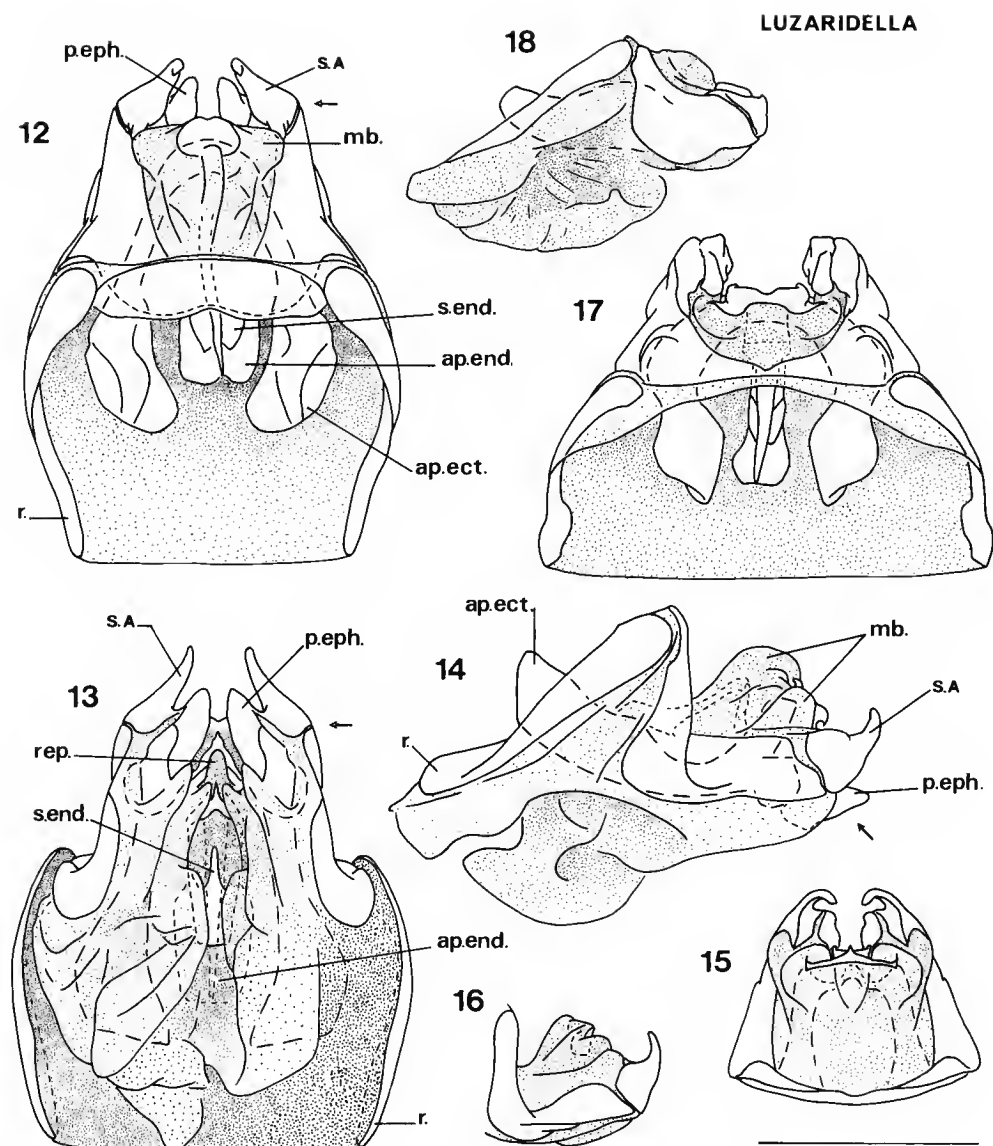 LUZARIDELLA
12
p.eph.
s.A
mb.
s.end.
ap.end.
ap.ect.
r.
18
17
13
s.A
p.eph.
rep.
s.end.
ap.end.
r.
14
ap.ect.
mb.
r.
s.A
p.eph.
16
15